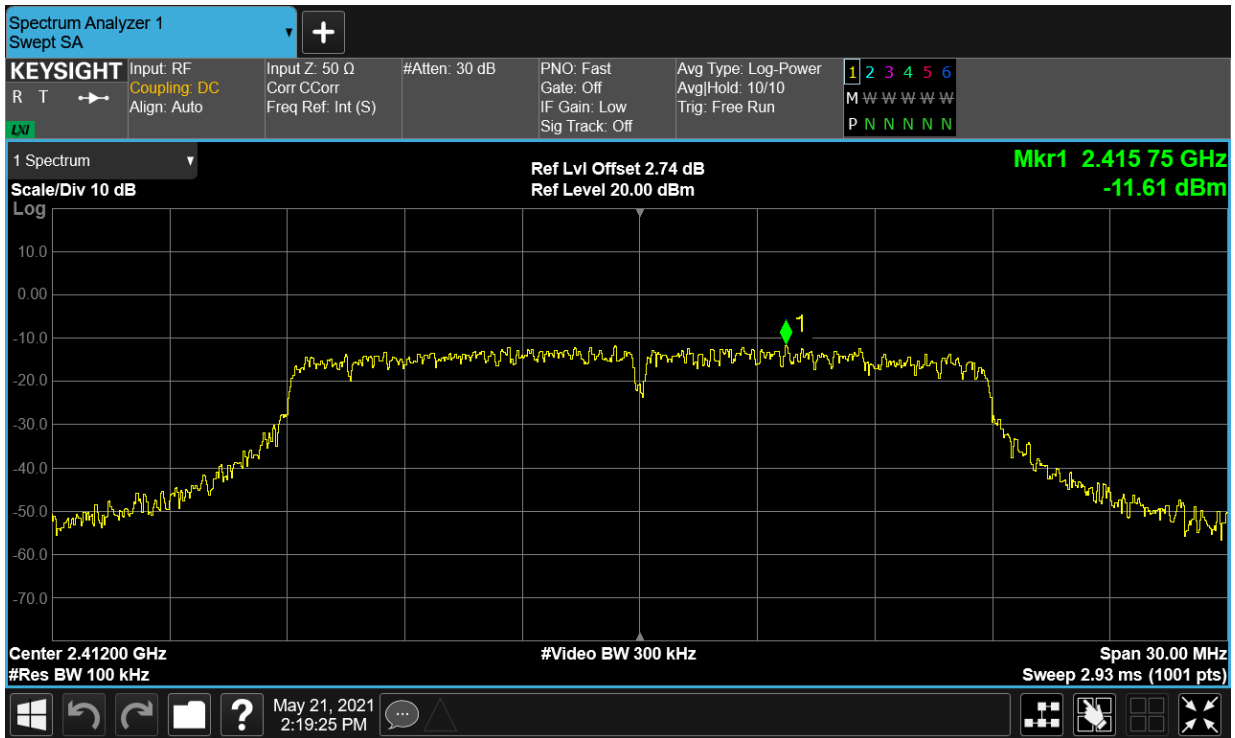 Spectrum Analyzer 1
Swept SA
KEYSIGHT
R T
LXI
Input: RF
Coupling: DC
Align: Auto
Input Z: 50 Ω
Corr CCorr
Freq Ref: Int (S)
#Atten: 30 dB
PNO: Fast
Gate: Off
IF Gain: Low
Sig Track: Off
Avg Type: Log-Power
Avg|Hold: 10/10
Trig: Free Run
1 2 3 4 5 6
M W W W W W
P N N N N N
1 Spectrum
Scale/Div 10 dB
Log
Ref Lvl Offset 2.74 dB
Ref Level 20.00 dBm
Mkr1 2.415 75 GHz
-11.61 dBm
10.0
0.00
-10.0
-20.0
-30.0
-40.0
-50.0
-60.0
-70.0
1
Center 2.41200 GHz
#Res BW 100 kHz
#Video BW 300 kHz
Span 30.00 MHz
Sweep 2.93 ms (1001 pts)
?
May 21, 2021
2:19:25 PM